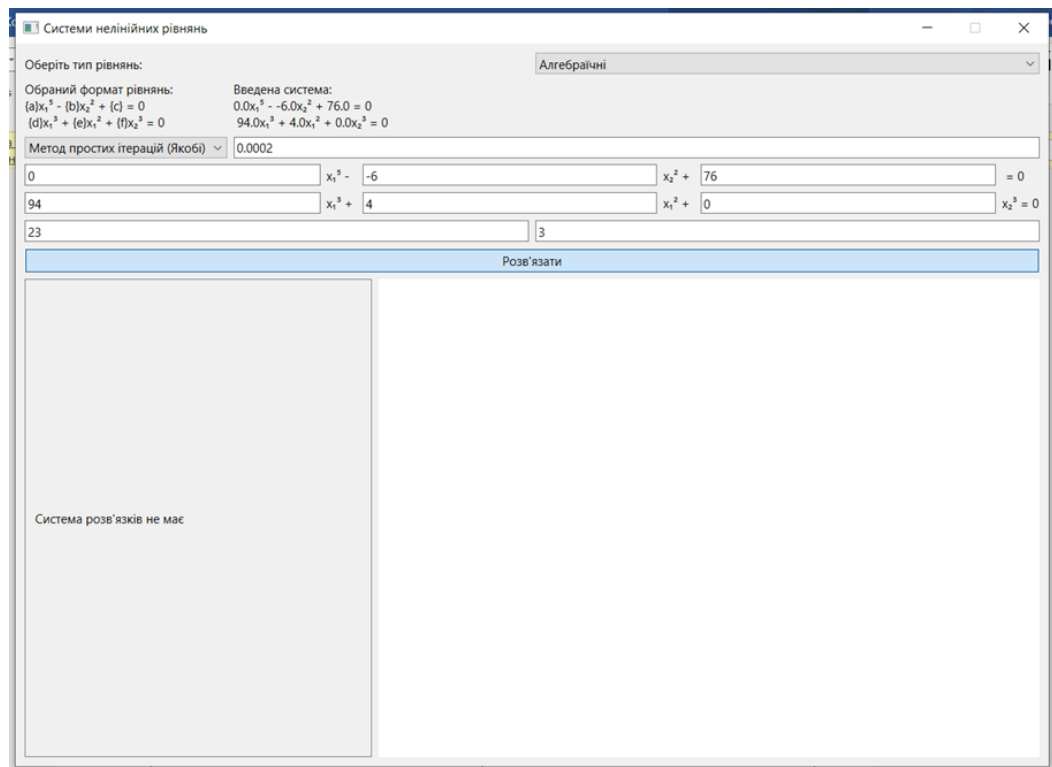 Системи нелінійних рівнянь
Оберіть тип рівнянь:
Алгебраїчні
Обраний формат рівнянь: Введена система:
{a}x₁⁵ - {b}x₂² + {c} = 0 0.0x₁⁵ - -6.0x₂² + 76.0 = 0
{d}x₁³ + {e}x₁² + {f}x₂³ = 0 94.0x₁³ + 4.0x₁² + 0.0x₂³ = 0
Метод простих ітерацій (Якобі) 0.0002
0 x₁⁵ - -6 x₂² + 76 = 0
94 x₁³ + 4 x₁² + 0 x₂³ = 0
23 3
Розв'язати
Система розв'язків не має